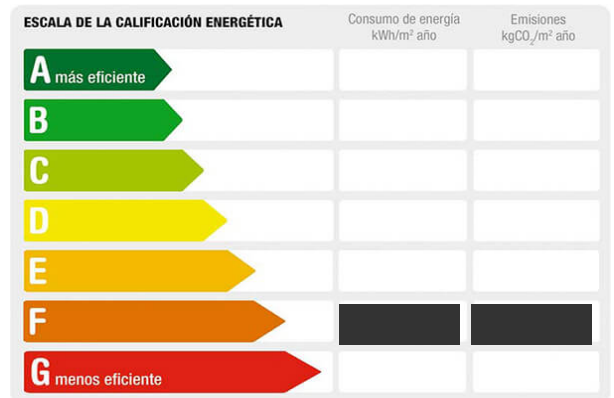 ESCALA DE LA CALIFICACIÓN ENERGÉTICA
Consumo de energía
kWh/m² año
Emisiones
kgCO₂/m² año
A más eficiente
B
C
D
E
F
G menos eficiente